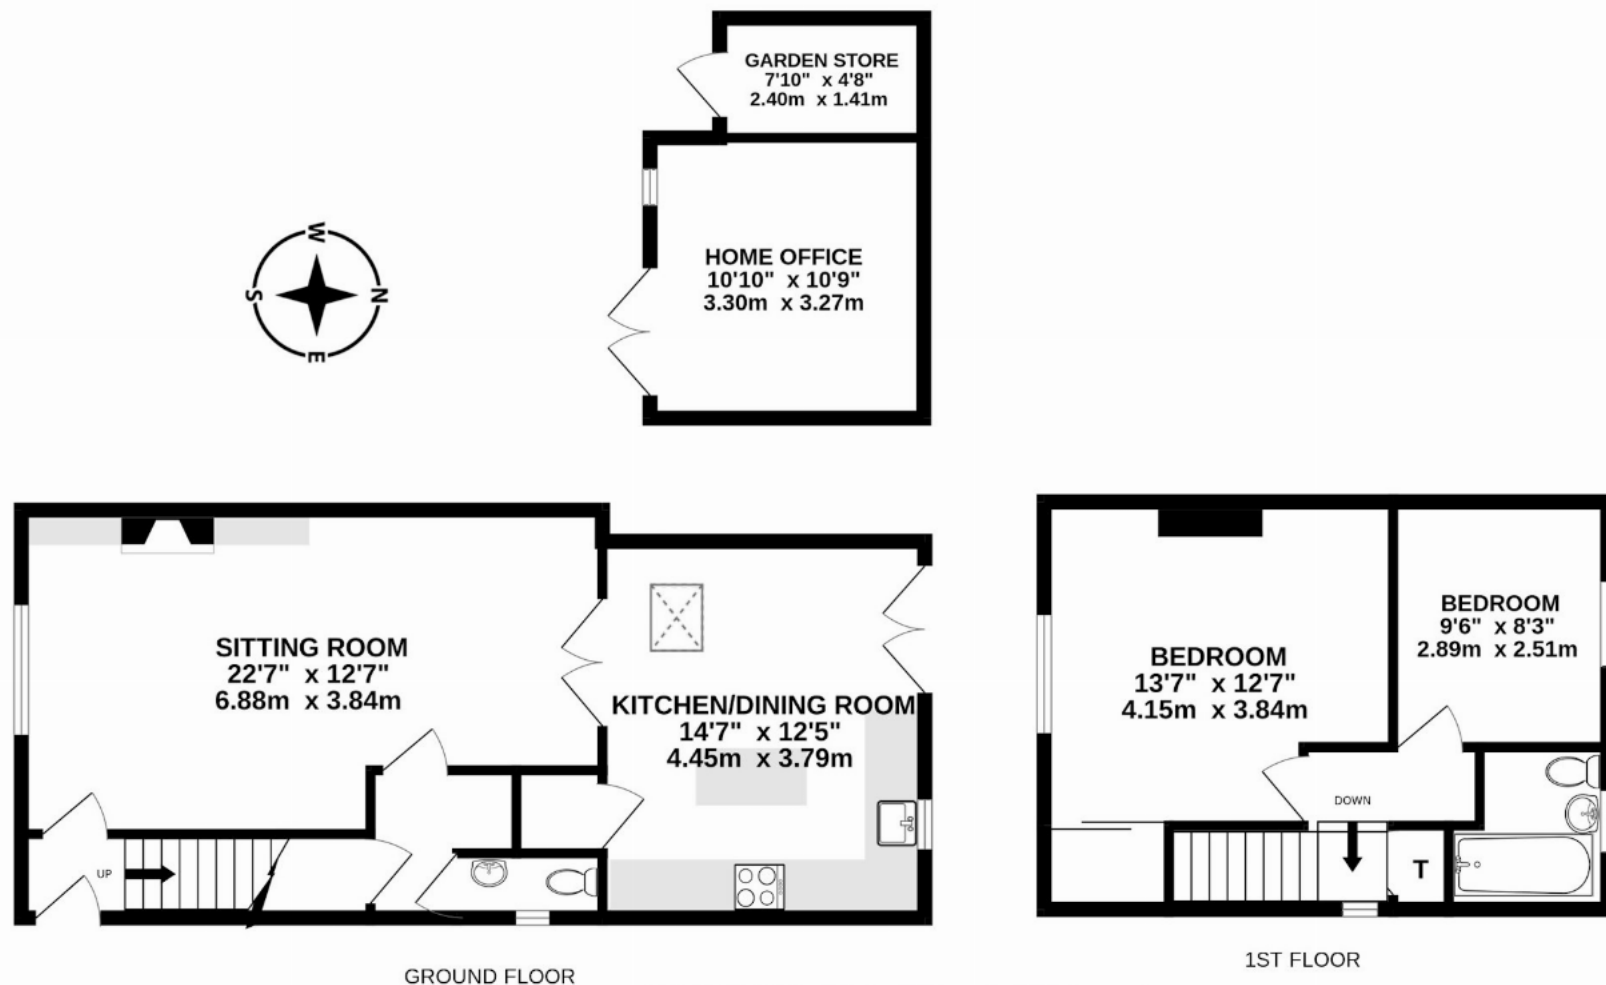 GARDEN STORE
7'10" x 4'8"
2.40m x 1.41m
HOME OFFICE
10'10" x 10'9"
3.30m x 3.27m
W
S
N
E
SITTING ROOM
22'7" x 12'7"
6.88m x 3.84m
KITCHEN/DINING ROOM
14'7" x 12'5"
4.45m x 3.79m
UP
GROUND FLOOR
BEDROOM
13'7" x 12'7"
4.15m x 3.84m
BEDROOM
9'6" x 8'3"
2.89m x 2.51m
DOWN
T
1ST FLOOR